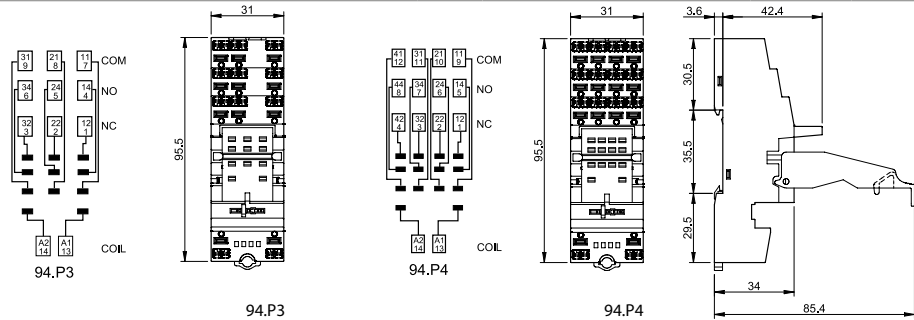 31
31
3.6
42.4
31 21 11
9 8 7
COM
34 24 14
6 5 4
NO
32 22 12
3 2 1
NC
A2 A1
14 13
COIL
94.P3
95.5
94.P3
41 31 21 11
12 11 10 9
COM
44 34 24 14
8 7 6 5
NO
42 32 22 12
4 3 2 1
NC
A2 A1
14 13
COIL
94.P4
95.5
94.P4
30.5
35.5
29.5
34
85.4